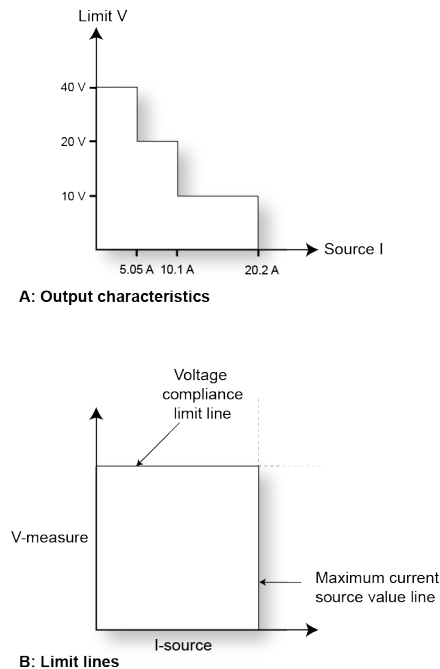 Limit V
40 V
20 V
10 V
Source I
5.05 A 10.1 A 20.2 A
A: Output characteristics
Voltage
compliance
limit line
V-measure
Maximum current
source value line
I-source
B: Limit lines